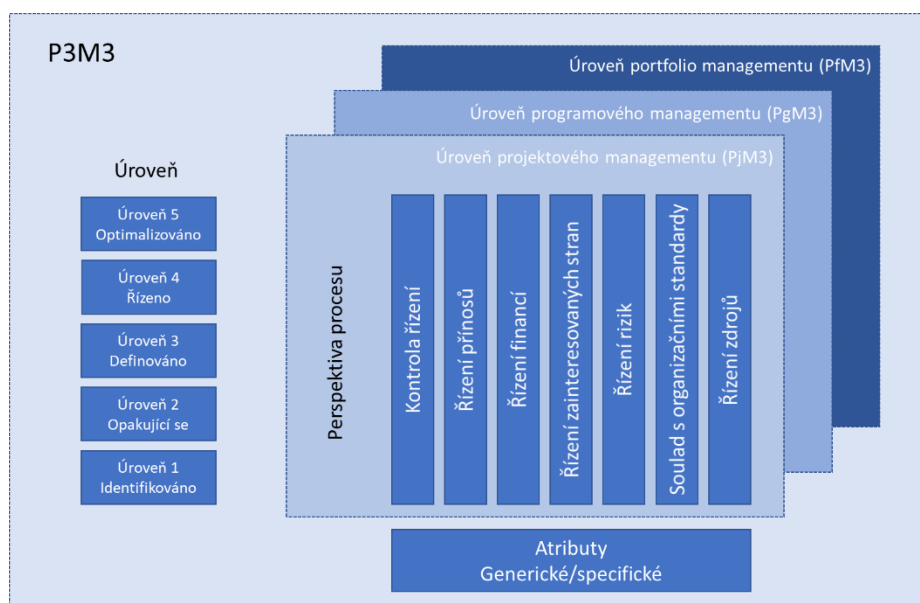 P3M3
Úroveň portfolio managementu (PfM3)
Úroveň programového managementu (PgM3)
Úroveň projektového managementu (PjM3)
Úroveň
Úroveň 5
Optimalizováno
Úroveň 4
Řízeno
Úroveň 3
Definováno
Úroveň 2
Opakující se
Úroveň 1
Identifikováno
Perspektiva procesu
Kontrola řízení
Řízení přínosů
Řízení financí
Řízení zainteresovaných stran
Řízení rizik
Soulad s organizačními standardy
Řízení zdrojů
Atributy
Generické/specifické